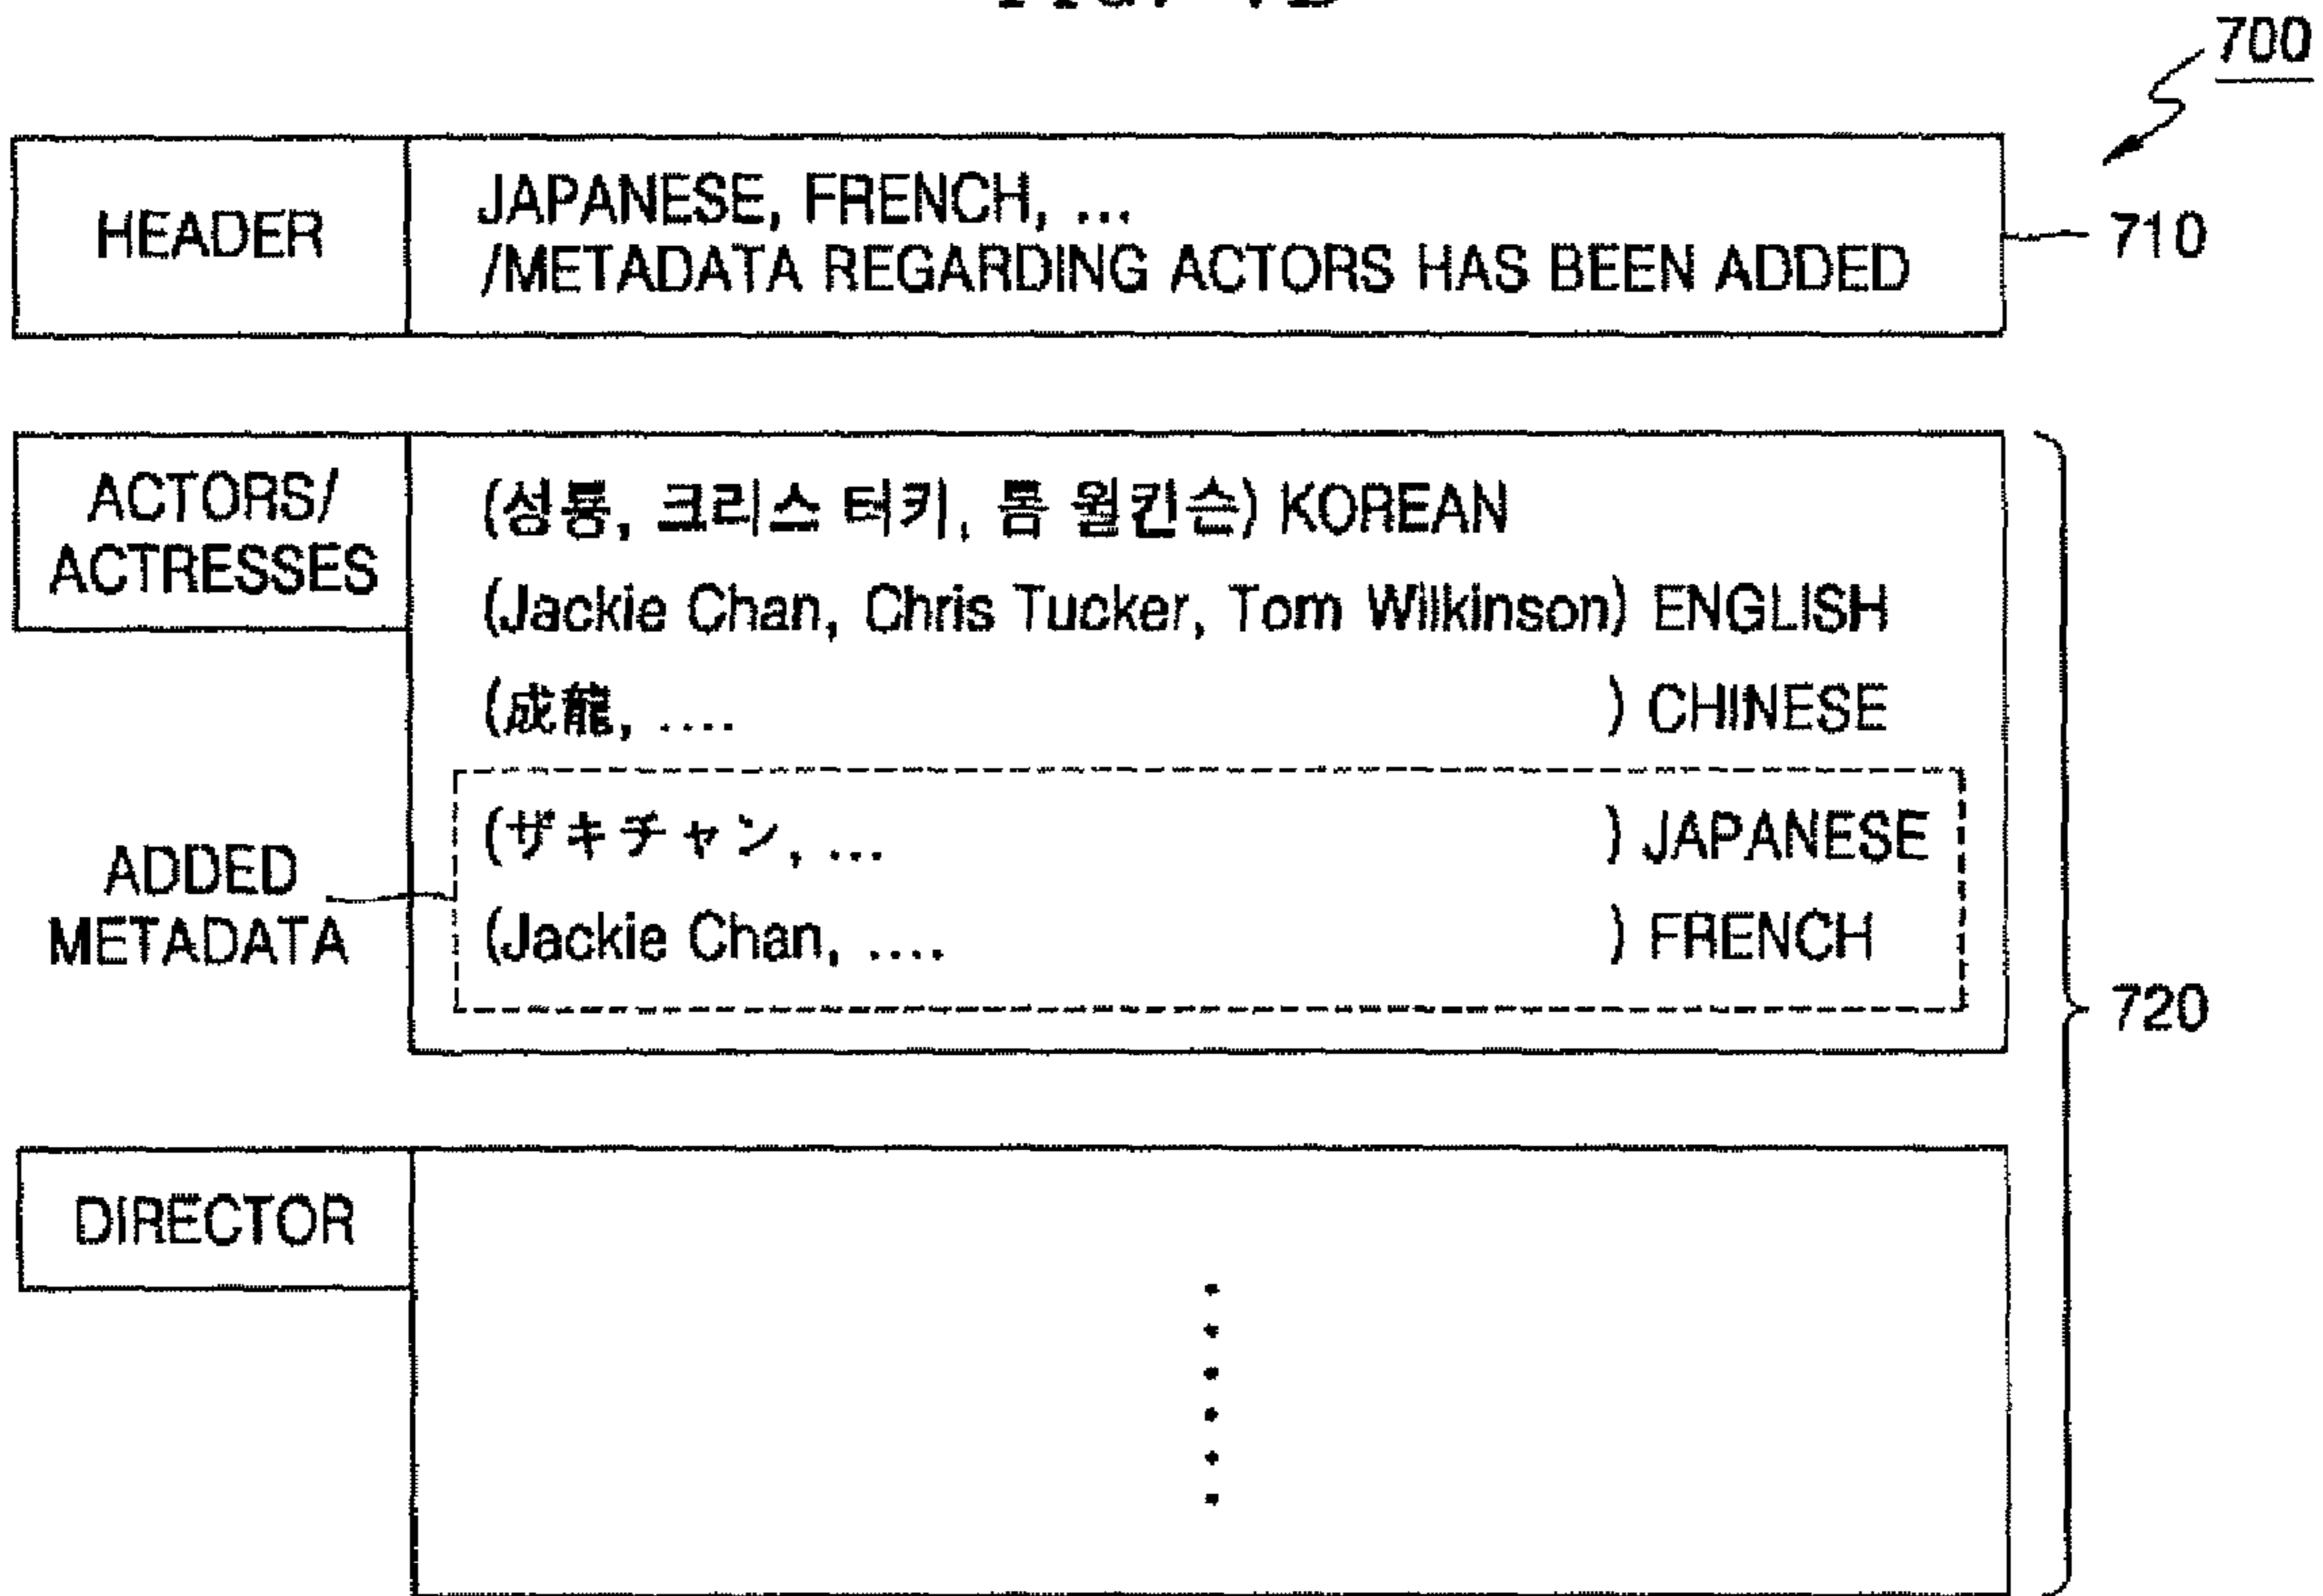 700
HEADER
JAPANESE, FRENCH, ...
/METADATA REGARDING ACTORS HAS BEEN ADDED
710
ACTORS/
ACTRESSES
(성룡, 크리스 터키, 톰 윌킨슨) KOREAN
(Jackie Chan, Chris Tucker, Tom Wilkinson) ENGLISH
(成龍, .... ) CHINESE
ADDED
METADATA
(ザキチャン, ... ) JAPANESE
(Jackie Chan, .... ) FRENCH
720
DIRECTOR